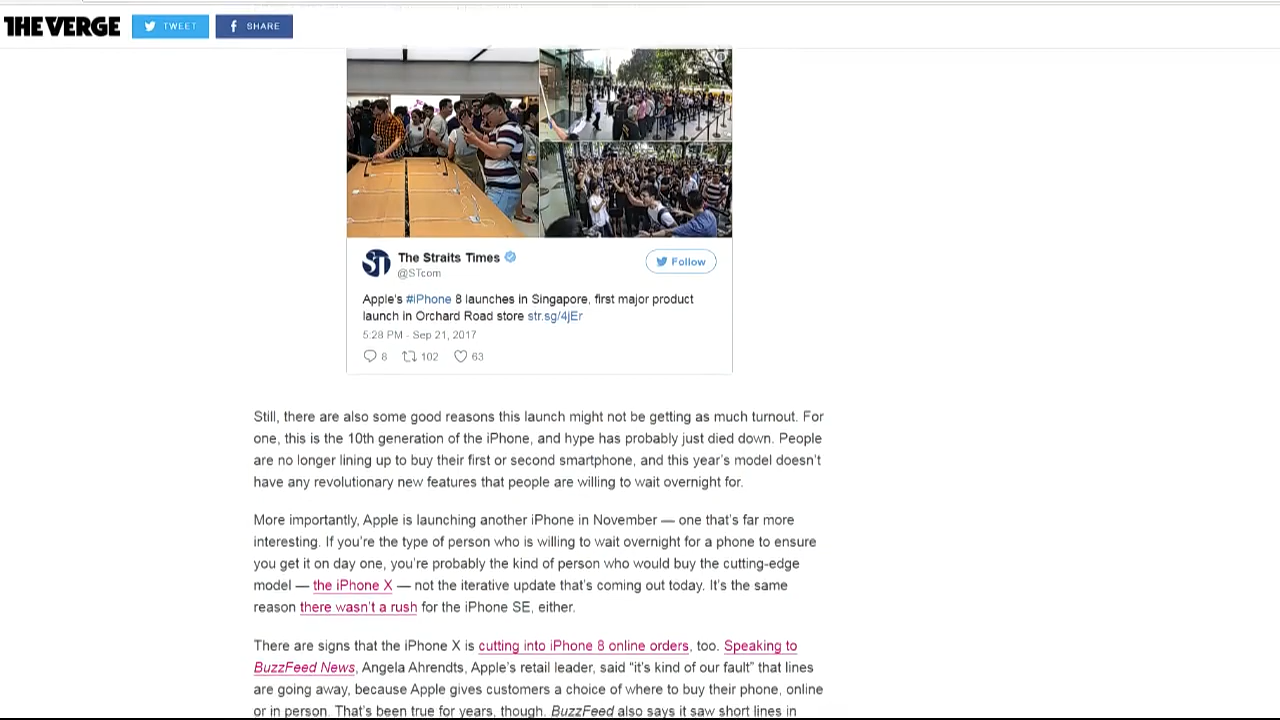 THE VERGE
TWEET
SHARE
The Straits Times
@STcom
Follow
Apple's #iPhone 8 launches in Singapore, first major product
launch in Orchard Road store str.sg/4jEr
5:28 PM - Sep 21, 2017
8 102 63
Still, there are also some good reasons this launch might not be getting as much turnout. For
one, this is the 10th generation of the iPhone, and hype has probably just died down. People
are no longer lining up to buy their first or second smartphone, and this year's model doesn't
have any revolutionary new features that people are willing to wait overnight for.
More importantly, Apple is launching another iPhone in November — one that's far more
interesting. If you're the type of person who is willing to wait overnight for a phone to ensure
you get it on day one, you're probably the kind of person who would buy the cutting-edge
model — the iPhone X — not the iterative update that's coming out today. It's the same
reason there wasn't a rush for the iPhone SE, either.
There are signs that the iPhone X is cutting into iPhone 8 online orders, too. Speaking to
BuzzFeed News, Angela Ahrendts, Apple's retail leader, said “it's kind of our fault” that lines
are going away, because Apple gives customers a choice of where to buy their phone, online
or in person. That's been true for years, though. BuzzFeed also says it saw short lines in